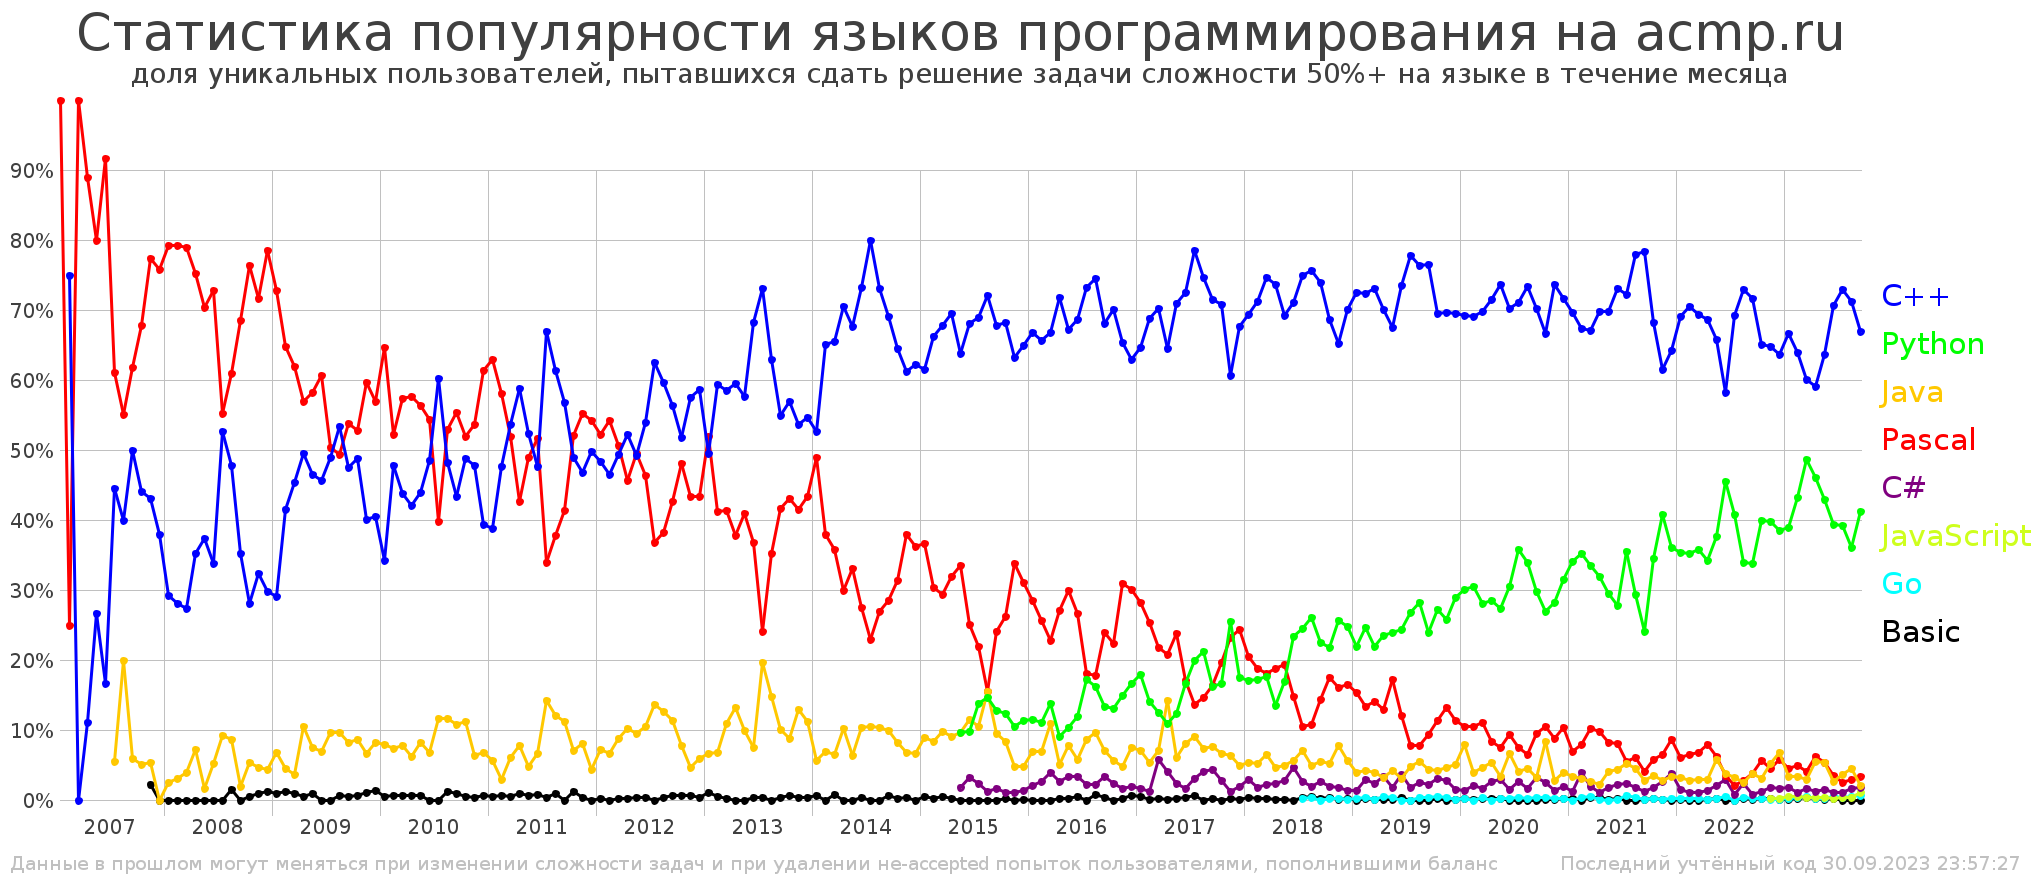 Статистика популярности языков программирования на acmp.ru
доля уникальных пользователей, пытавшихся сдать решение задачи сложности 50%+ на языке в течение месяца
90%
80%
70%
60%
50%
40%
30%
20%
10%
0%
2007 2008 2009 2010 2011 2012 2013 2014 2015 2016 2017 2018 2019 2020 2021 2022
C++
Python
Java
Pascal
C#
JavaScript
Go
Basic
Данные в прошлом могут меняться при изменении сложности задач и при удалении не-accepted попыток пользователями, пополнившими баланс
Последний учтённый код 30.09.2023 23:57:27